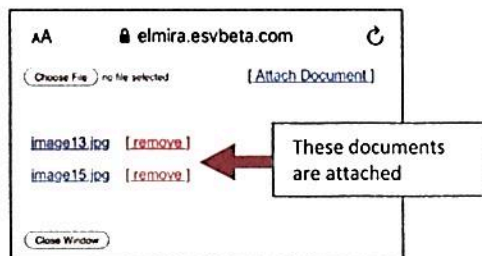 AA elmira.esvbeta.com
Choose File no file selected [ Attach Document ]
image13.jpg [ remove ]
image15.jpg [ remove ]
These documents
are attached
Close Window